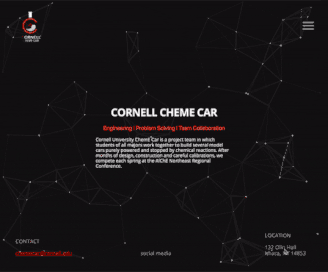 CORNELL
CHEME CAR
CORNELL CHEME CAR
Engineering | Problem Solving | Team Collaboration
Cornell University ChemE Car is a project team in which
students of all majors work together to build several model
cars purely powered and stopped by chemical reactions. After
months of design, construction and careful calibrations, we
compete each spring at the AIChE Northeast Regional
Conference.
CONTACT
social media
LOCATION
132 Olin Hall
Ithaca, NY 14853